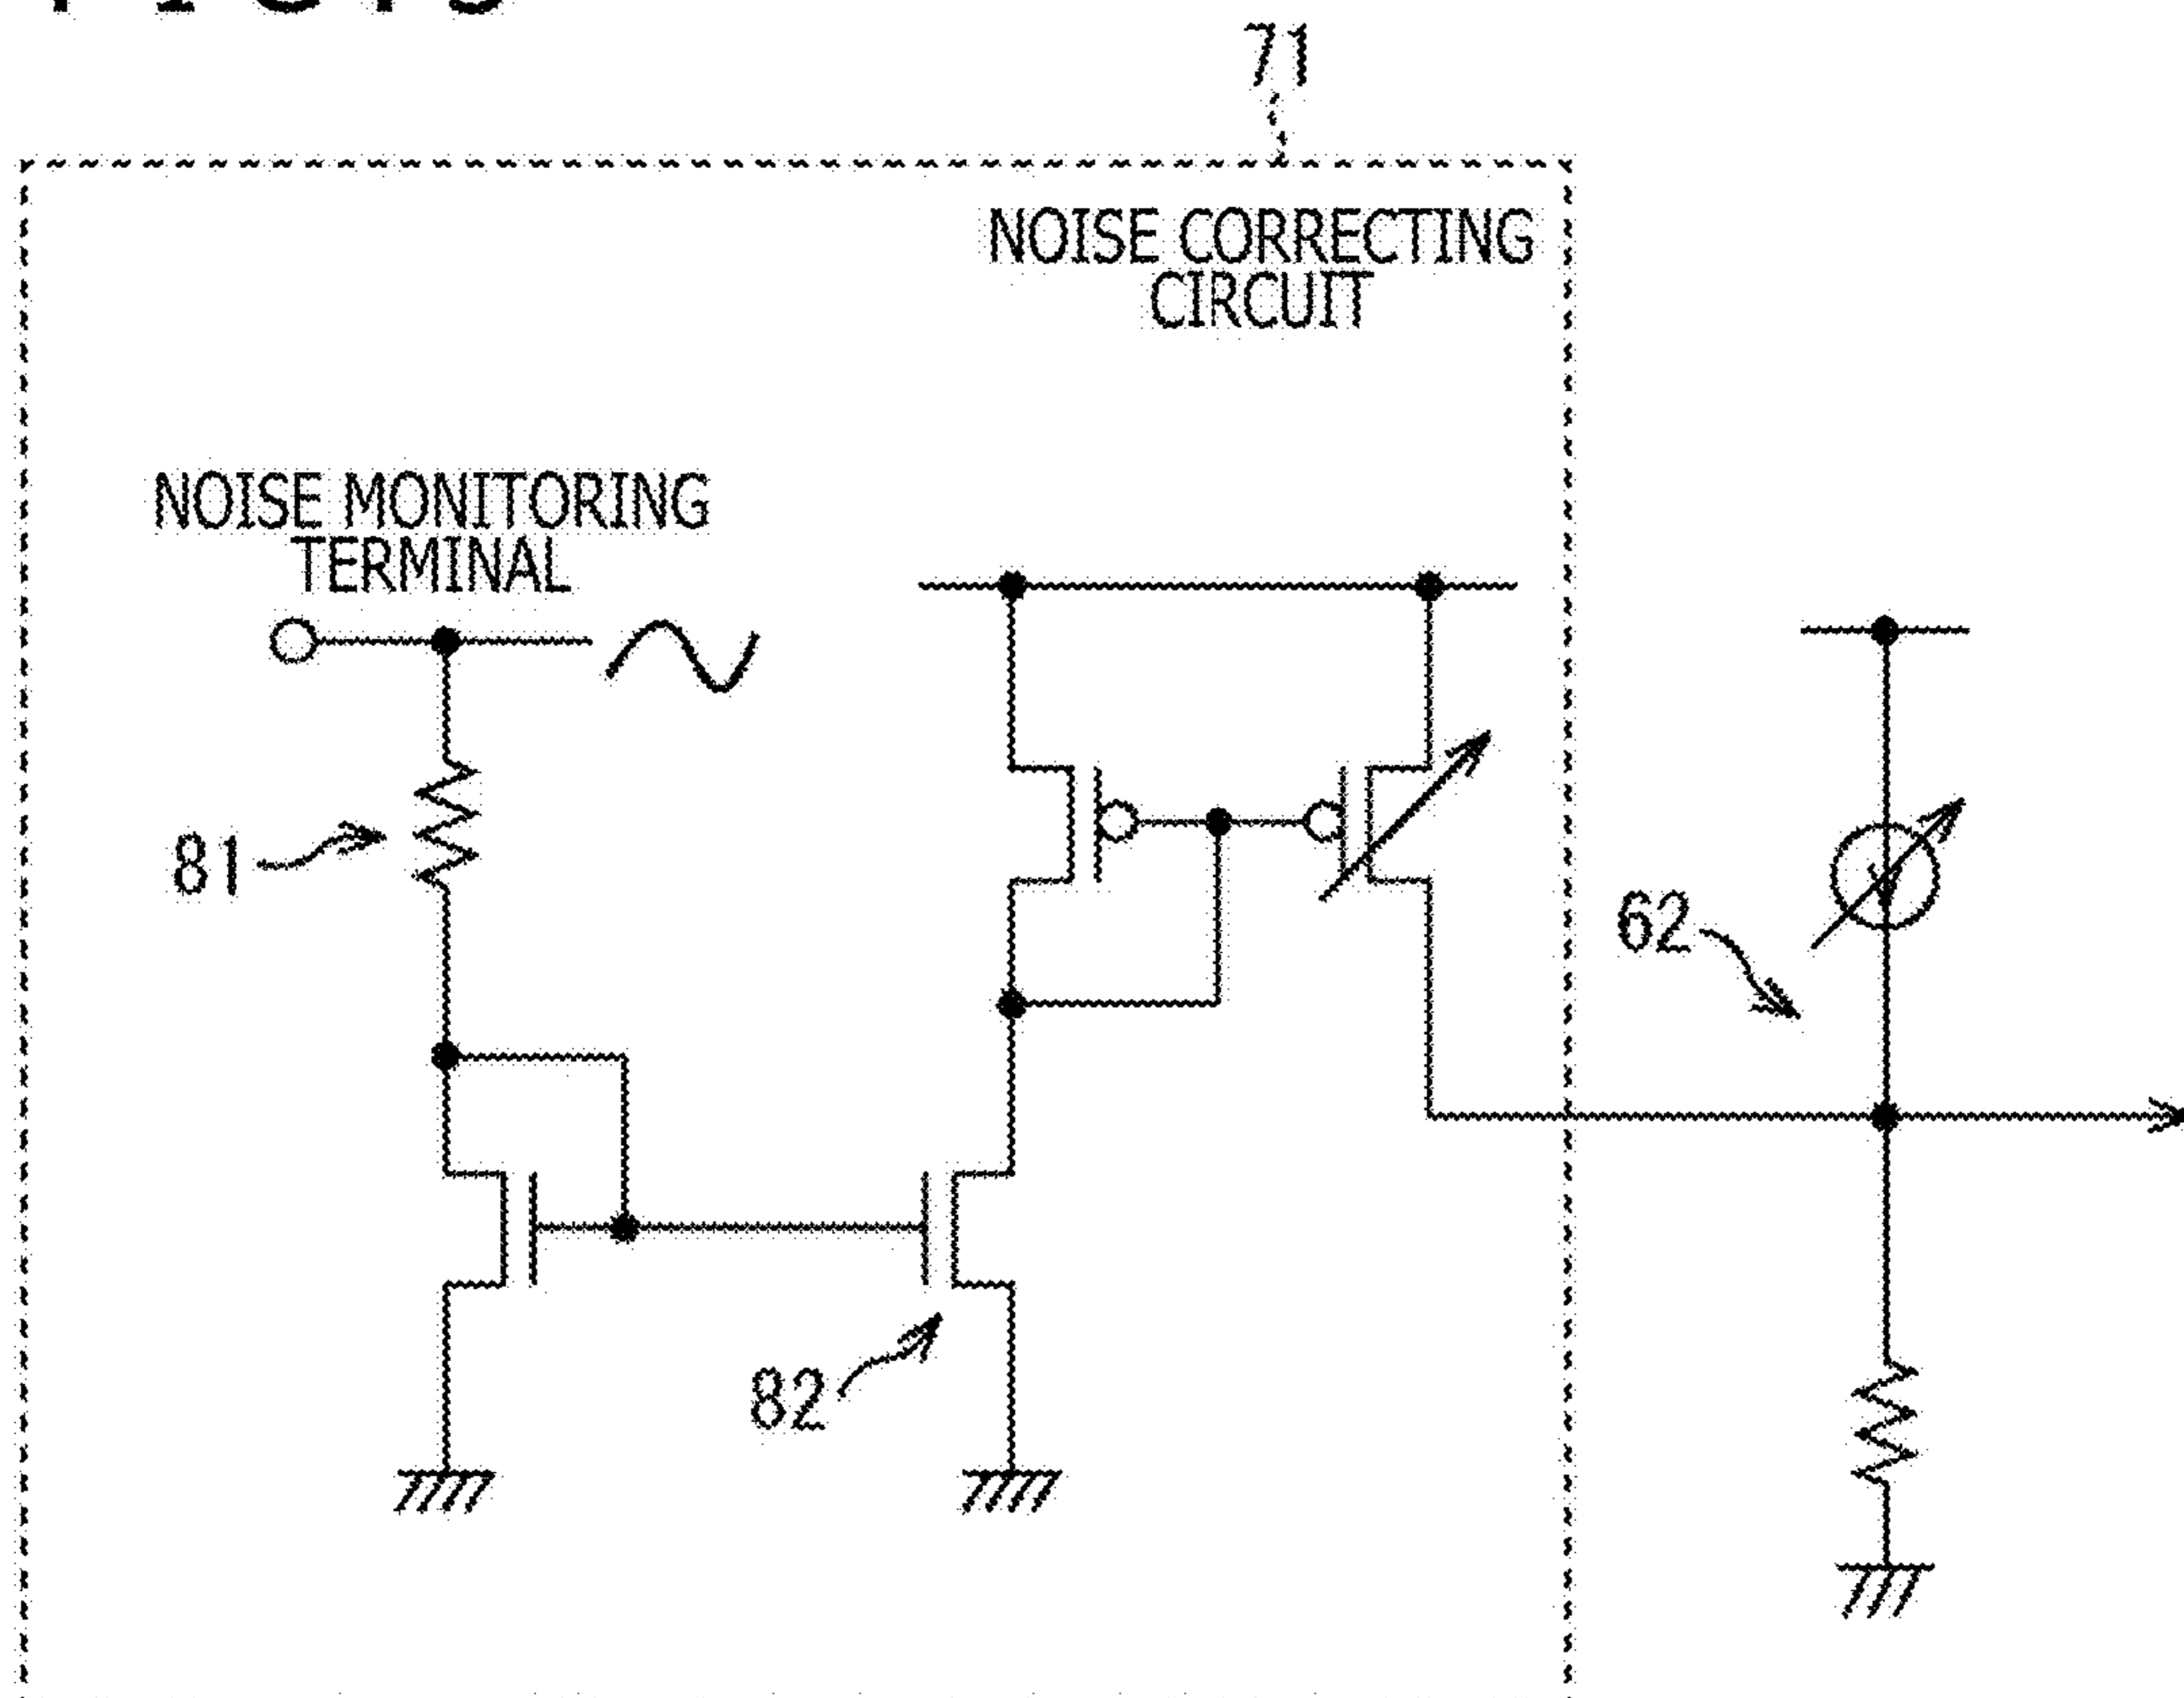 71
NOISE CORRECTING
CIRCUIT
NOISE MONITORING
TERMINAL
81
62
82